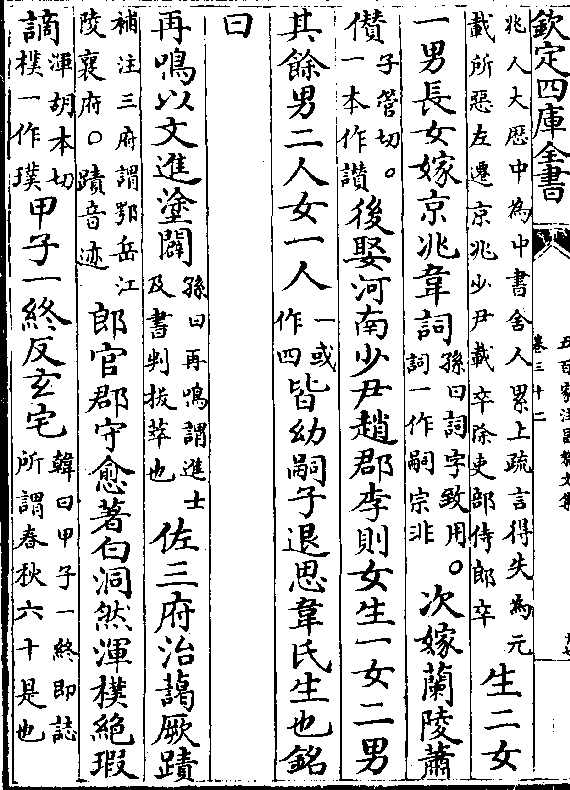 欽定四庫全書
五百家注昌黎文集
卷三十二
兆人大歴中為中書舍人累上疏言得失為元
載所惡左遷京兆少尹載卒除吏部侍郎卒
生二女
一男長女嫁京兆韋詞
孫曰詞字致用。
詞一作嗣宗非
次嫁蘭陵蕭
儧
子管切。
一本作讃
後娶河南少尹趙郡李則女生一女二男
其餘男二人女一人
一或
作四
皆幼嗣子退思韋氏生也銘
曰
再鳴以文進塗闢
孫曰再鳴謂進士
及書判拔萃也
佐三府治藹厥蹟
補注三府謂鄂岳江
陵襄府。蹟音迹
郎官郡守愈著白洞然渾樸絶瑕
謫
渾胡本切
樸一作璞
甲子一終反玄宅
韓曰甲子一終即誌
所謂春秋六十是也